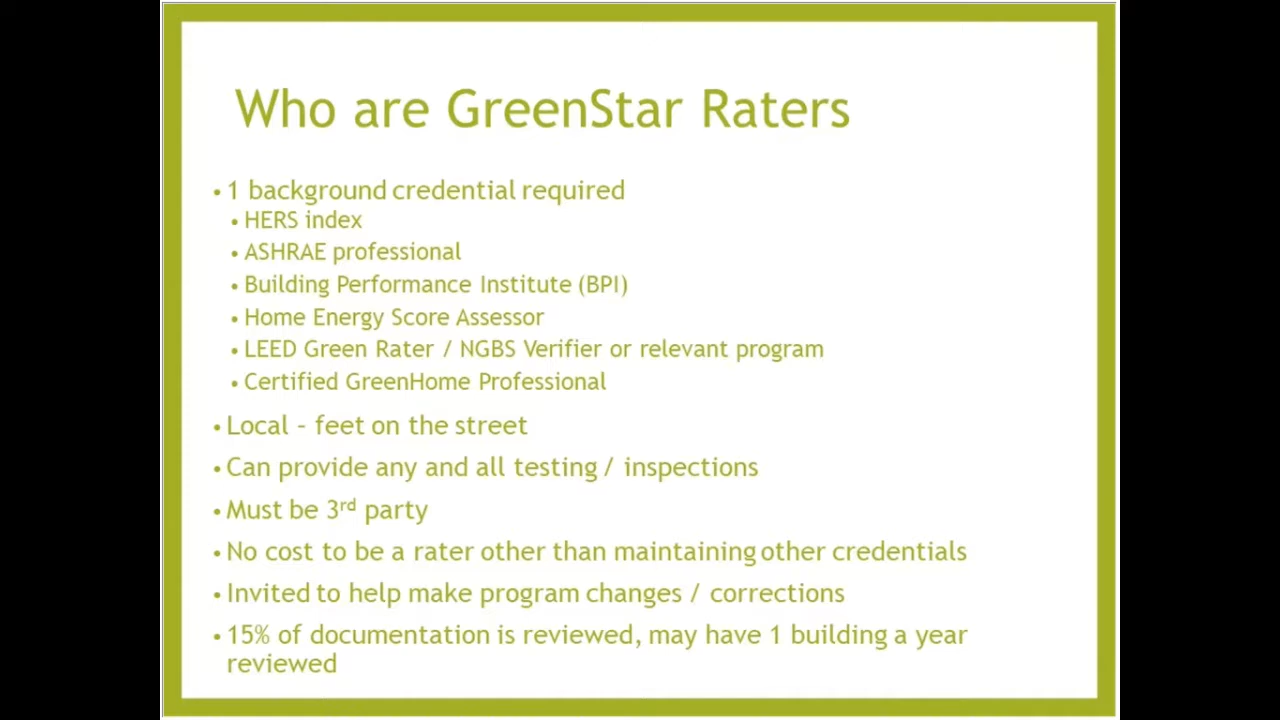 Who are GreenStar Raters
• 1 background credential required
• HERS index
• ASHRAE professional
• Building Performance Institute (BPI)
• Home Energy Score Assessor
• LEED Green Rater / NGBS Verifier or relevant program
• Certified GreenHome Professional
• Local – feet on the street
• Can provide any and all testing / inspections
• Must be 3rd party
• No cost to be a rater other than maintaining other credentials
• Invited to help make program changes / corrections
• 15% of documentation is reviewed, may have 1 building a year
reviewed